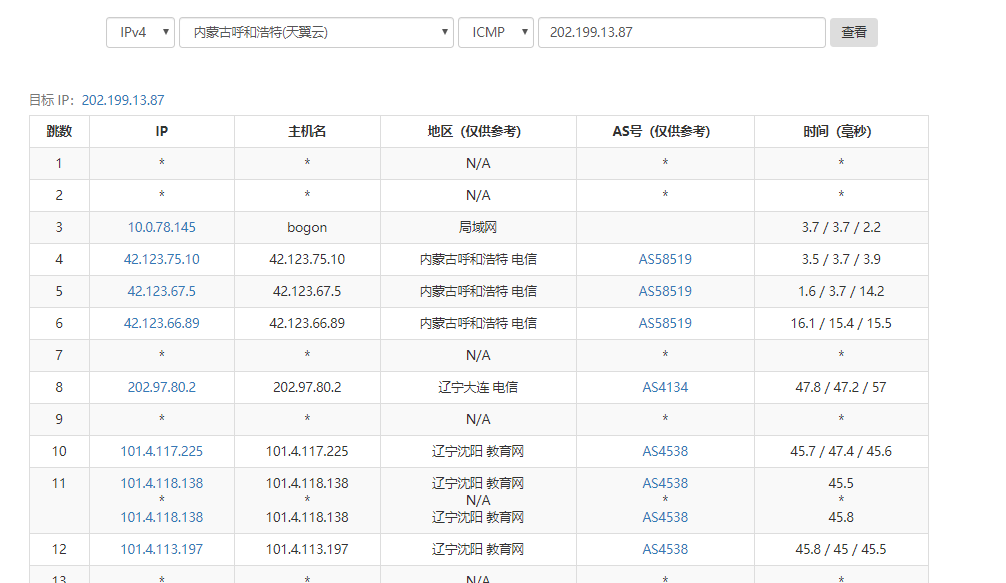 IPv4 内蒙古呼和浩特(天翼云) ICMP 202.199.13.87 查看
目标 IP：202.199.13.87
跳数 IP 主机名 地区（仅供参考） AS号（仅供参考） 时间（毫秒）
1 * * N/A * *
2 * * N/A * *
3 10.0.78.145 bogon 局域网 3.7 / 3.7 / 2.2
4 42.123.75.10 42.123.75.10 内蒙古呼和浩特 电信 AS58519 3.5 / 3.7 / 3.9
5 42.123.67.5 42.123.67.5 内蒙古呼和浩特 电信 AS58519 1.6 / 3.7 / 14.2
6 42.123.66.89 42.123.66.89 内蒙古呼和浩特 电信 AS58519 16.1 / 15.4 / 15.5
7 * * N/A * *
8 202.97.80.2 202.97.80.2 辽宁大连 电信 AS4134 47.8 / 47.2 / 57
9 * * N/A * *
10 101.4.117.225 101.4.117.225 辽宁沈阳 教育网 AS4538 45.7 / 47.4 / 45.6
11 101.4.118.138 101.4.118.138 辽宁沈阳 教育网 AS4538 45.5
* * N/A * *
101.4.118.138 101.4.118.138 辽宁沈阳 教育网 AS4538 45.8
12 101.4.113.197 101.4.113.197 辽宁沈阳 教育网 AS4538 45.8 / 45 / 45.5
13 * * N/A * *